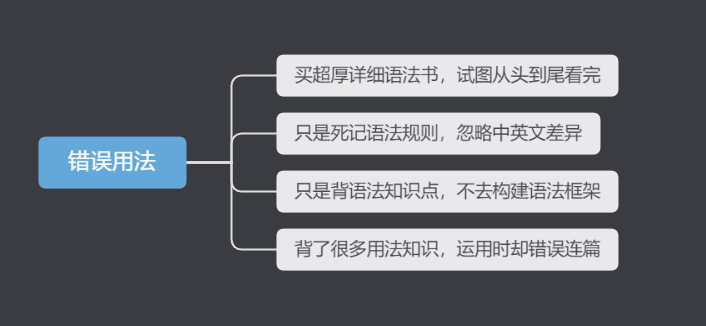 错误用法
买超厚详细语法书，试图从头到尾看完
只是死记语法规则，忽略中英文差异
只是背语法知识点，不去构建语法框架
背了很多用法知识，运用时却错误连篇